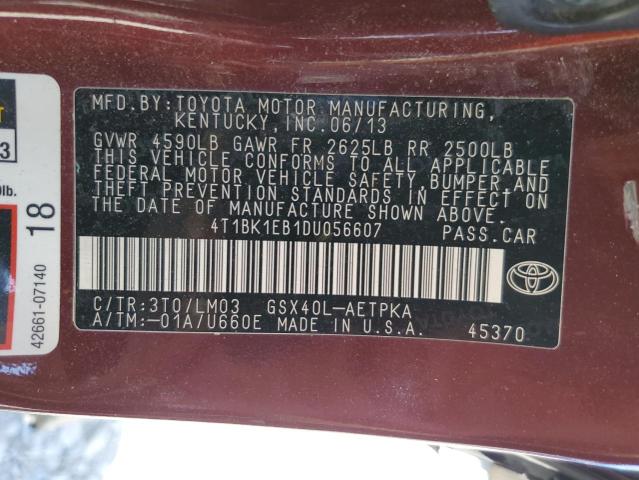 MFD.BY:TOYOTA MOTOR MANUFACTURING,
KENTUCKY,INC.06/13
GVWR 4590LB GAWR FR 2625LB RR 2500LB
THIS VEHICLE CONFORMS TO ALL APPLICABLE
FEDERAL MOTOR VEHICLE SAFETY,BUMPER,AND
THEFT PREVENTION STANDARDS IN EFFECT ON
THE DATE OF MANUFACTURE SHOWN ABOVE.
4T1BK1EB1DU056607 PASS.CAR
TOYOTA
C/TR:3T0/LM03 GSX40L-AETPKA
A/TM:-01A/U660E MADE IN U.S.A. 45370
3
lb.
18
42661-07140